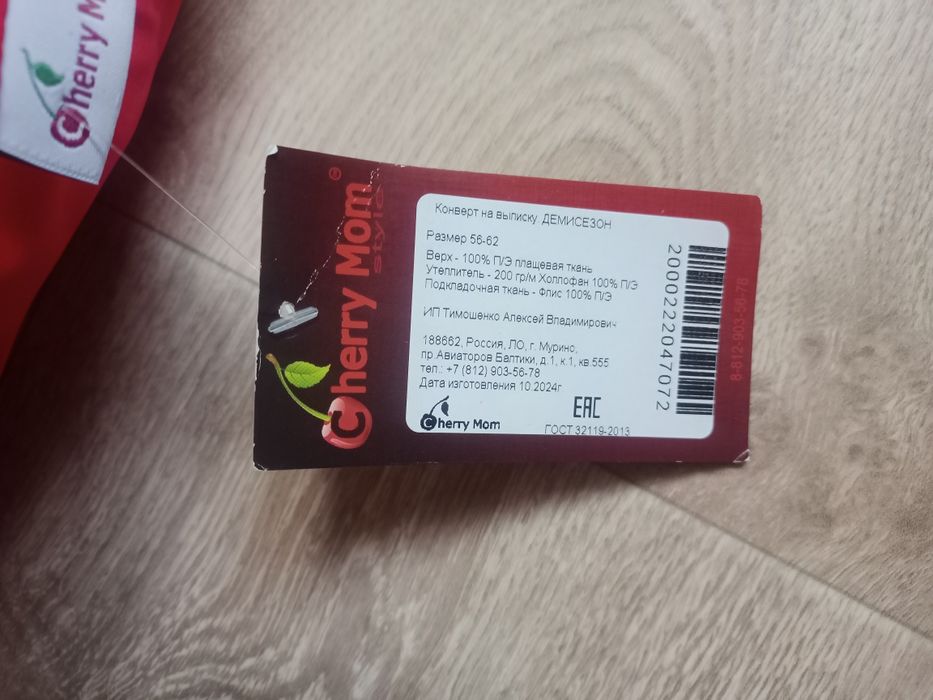 Cherry M
Cherry Mom®
style
Конверт на выписку ДЕМИСЕЗОН
Размер 56-62
Верх - 100% П/Э плащевая ткань
Утеплитель - 200 гр/м Холлофан 100% П/Э
Подкладочная ткань - Флис 100% П/Э
ИП Тимошенко Алексей Владимирович
188662, Россия, ЛО, г. Мурино,
пр Авиаторов Балтики, д.1, к.1, кв.555
тел.: +7 (812) 903-56-78
Дата изготовления 10.2024г
Cherry Mom
EAC
ГОСТ 32119-2013
2000222047072
8-812-903-56-78